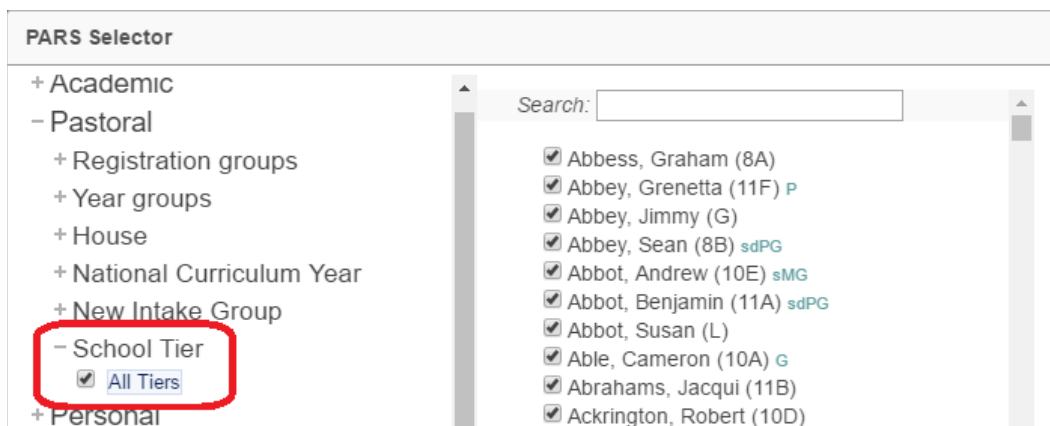 PARS Selector
+ Academic
− Pastoral
+ Registration groups
+ Year groups
+ House
+ National Curriculum Year
+ New Intake Group
− School Tier
All Tiers
+ Personal
Search:
Abbess, Graham (8A)
Abbey, Grenetta (11F) P
Abbey, Jimmy (G)
Abbey, Sean (8B) sdPG
Abbot, Andrew (10E) sMG
Abbot, Benjamin (11A) sdPG
Abbot, Susan (L)
Able, Cameron (10A) G
Abrahams, Jacqui (11B)
Ackrington, Robert (10D)